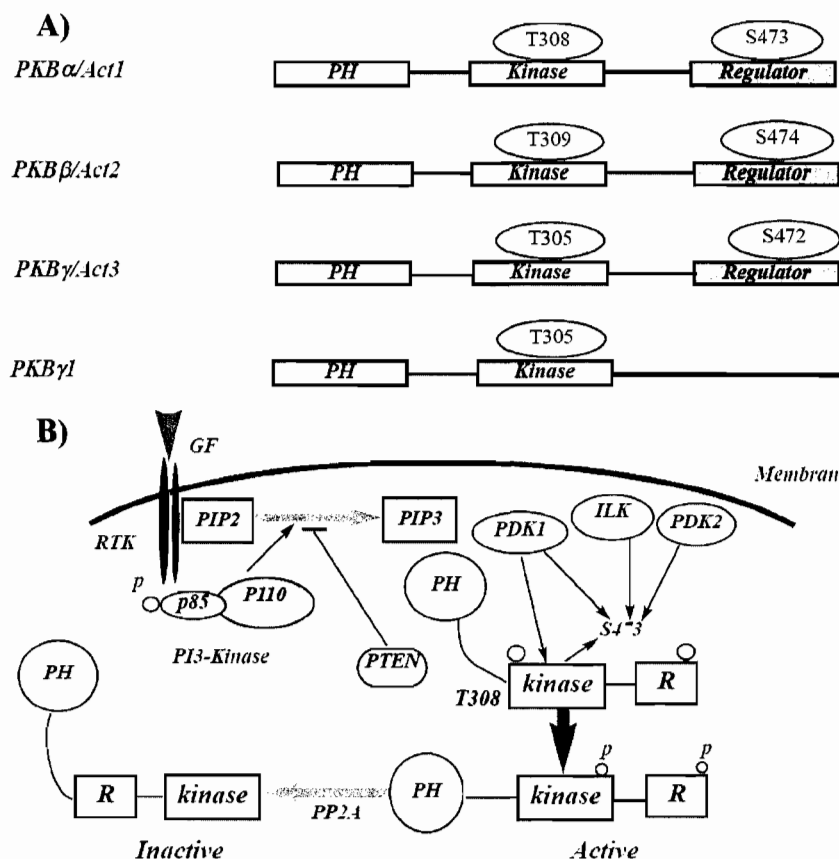 A)
T308
S473
PKBα/Act1
PH
Kinase
Regulator
T309
S474
PKBβ/Act2
PH
Kinase
Regulator
T305
S472
PKBγ/Act3
PH
Kinase
Regulator
T305
PKBγ1
PH
Kinase
B)
GF
Membran
RTK
PIP2
PIP3
PDK1
ILK
PDK2
p
p85
P110
PH
PI3-Kinase
PTEN
T308
kinase
R
PH
p
p
R
kinase
PP2A
PH
kinase
R
Inactive
Active